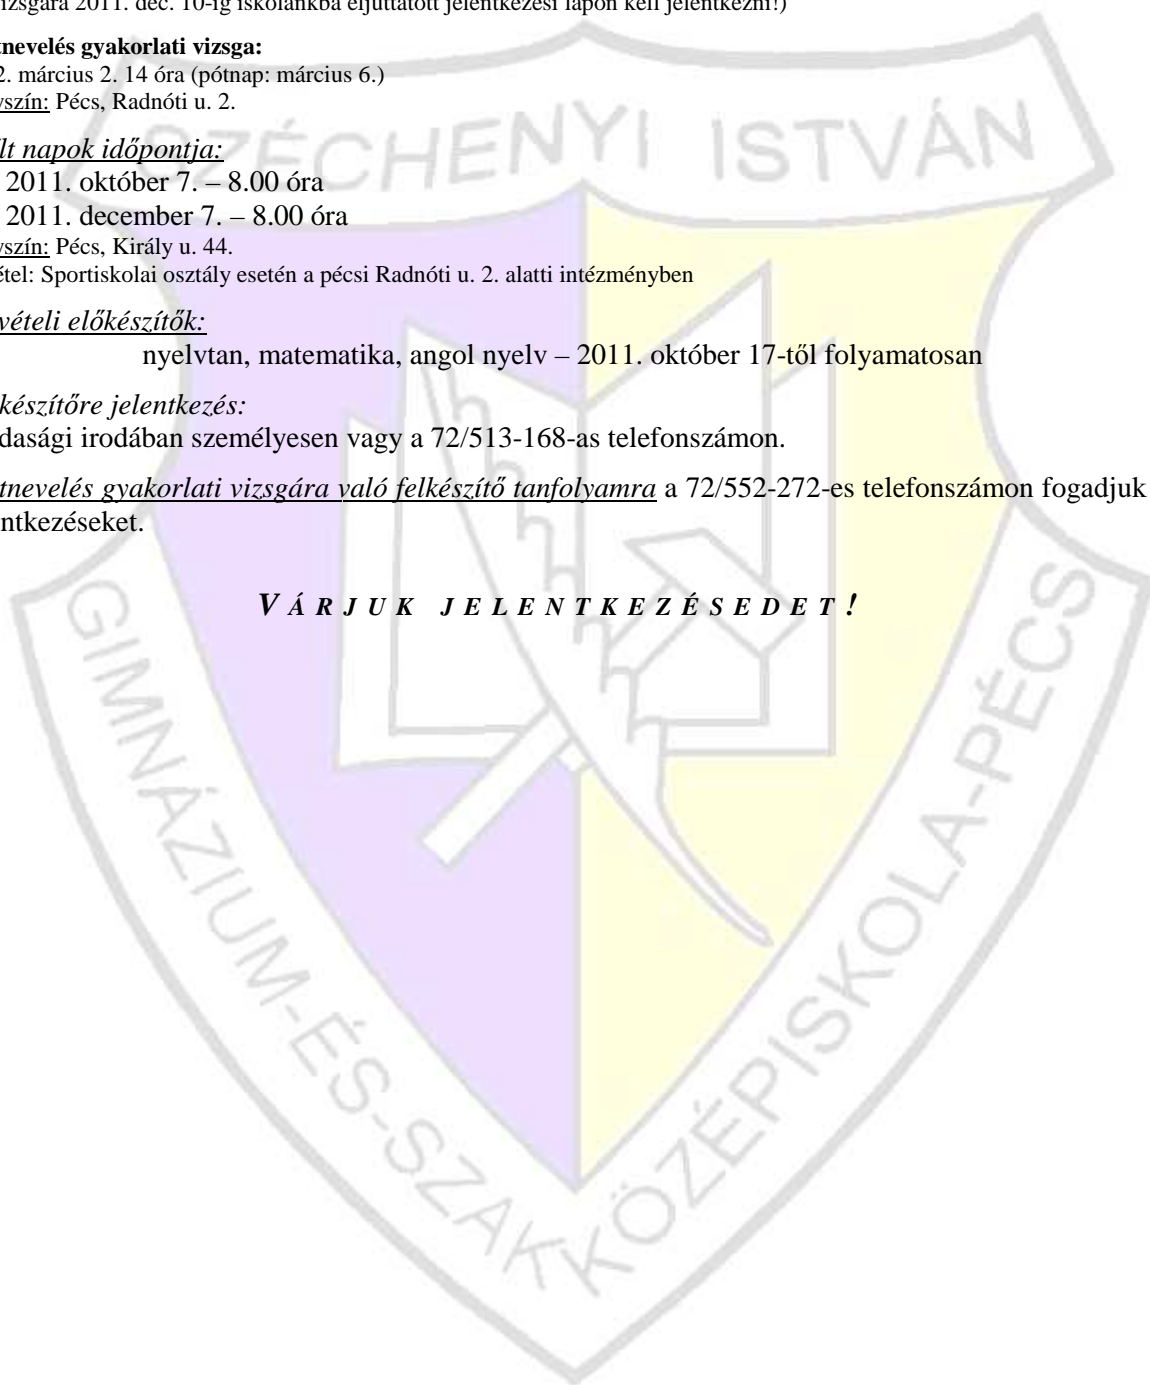 vizsgára 2011. dec. 10-ig iskolánkba eljuttatott jelentkezési lapon kell jelentkezni!)
tnevelés gyakorlati vizsga:
2. március 2. 14 óra (pótnap: március 6.)
yszín: Pécs, Radnóti u. 2.
lt napok időpontja:
2011. október 7. – 8.00 óra
2011. december 7. – 8.00 óra
yszín: Pécs, Király u. 44.
étel: Sportiskolai osztály esetén a pécsi Radnóti u. 2. alatti intézményben
vételi előkészítők:
nyelvtan, matematika, angol nyelv – 2011. október 17-től folyamatosan
készítőre jelentkezés:
dasági irodában személyesen vagy a 72/513-168-as telefonszámon.
tnevelés gyakorlati vizsgára való felkészítő tanfolyamra a 72/552-272-es telefonszámon fogadjuk
ntkezéseket.
VÁRJUK JELENTKEZÉSEDET!
SZÉCHENYI ISTVÁN
GIMNÁZIUM-ÉS-SZAKKÖZÉPISKOLA-PÉCS